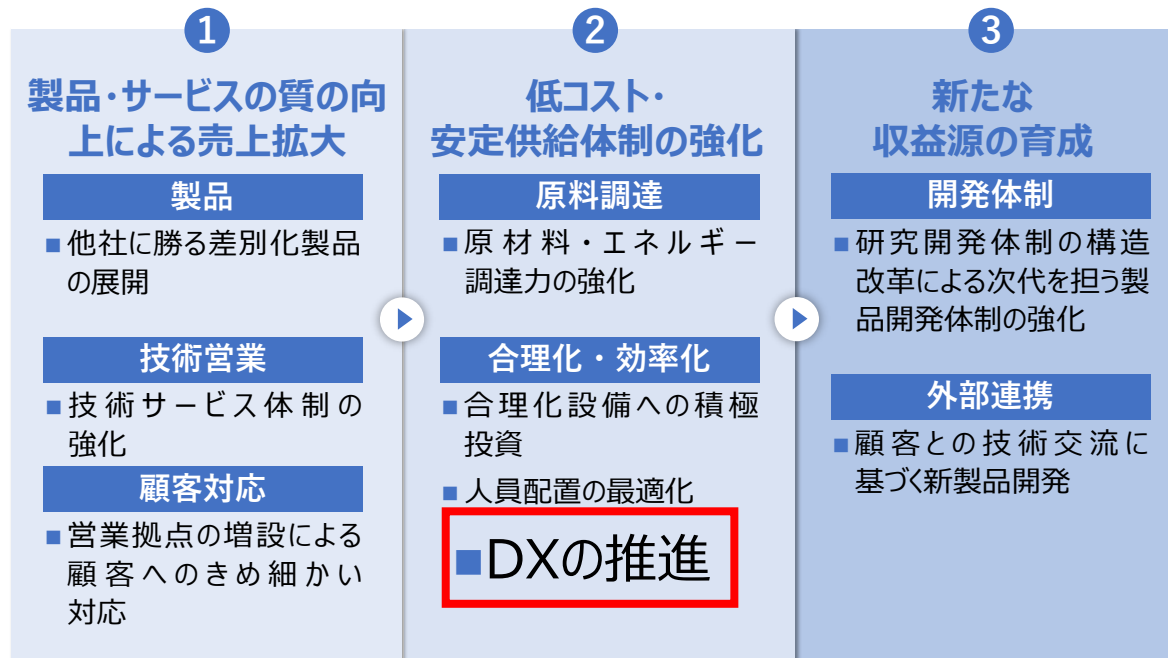 1
製品・サービスの質の向
上による売上拡大
製品
■他社に勝る差別化製品
の展開
技術営業
■技術サービス体制の
強化
顧客対応
■営業拠点の増設による
顧客へのきめ細かい
対応
2
低コスト・
安定供給体制の強化
原料調達
■原材料・エネルギー
調達力の強化
合理化・効率化
■合理化設備への積極
投資
■人員配置の最適化
■DXの推進
3
新たな
収益源の育成
開発体制
■研究開発体制の構造
改革による次代を担う製
品開発体制の強化
外部連携
■顧客との技術交流に
基づく新製品開発